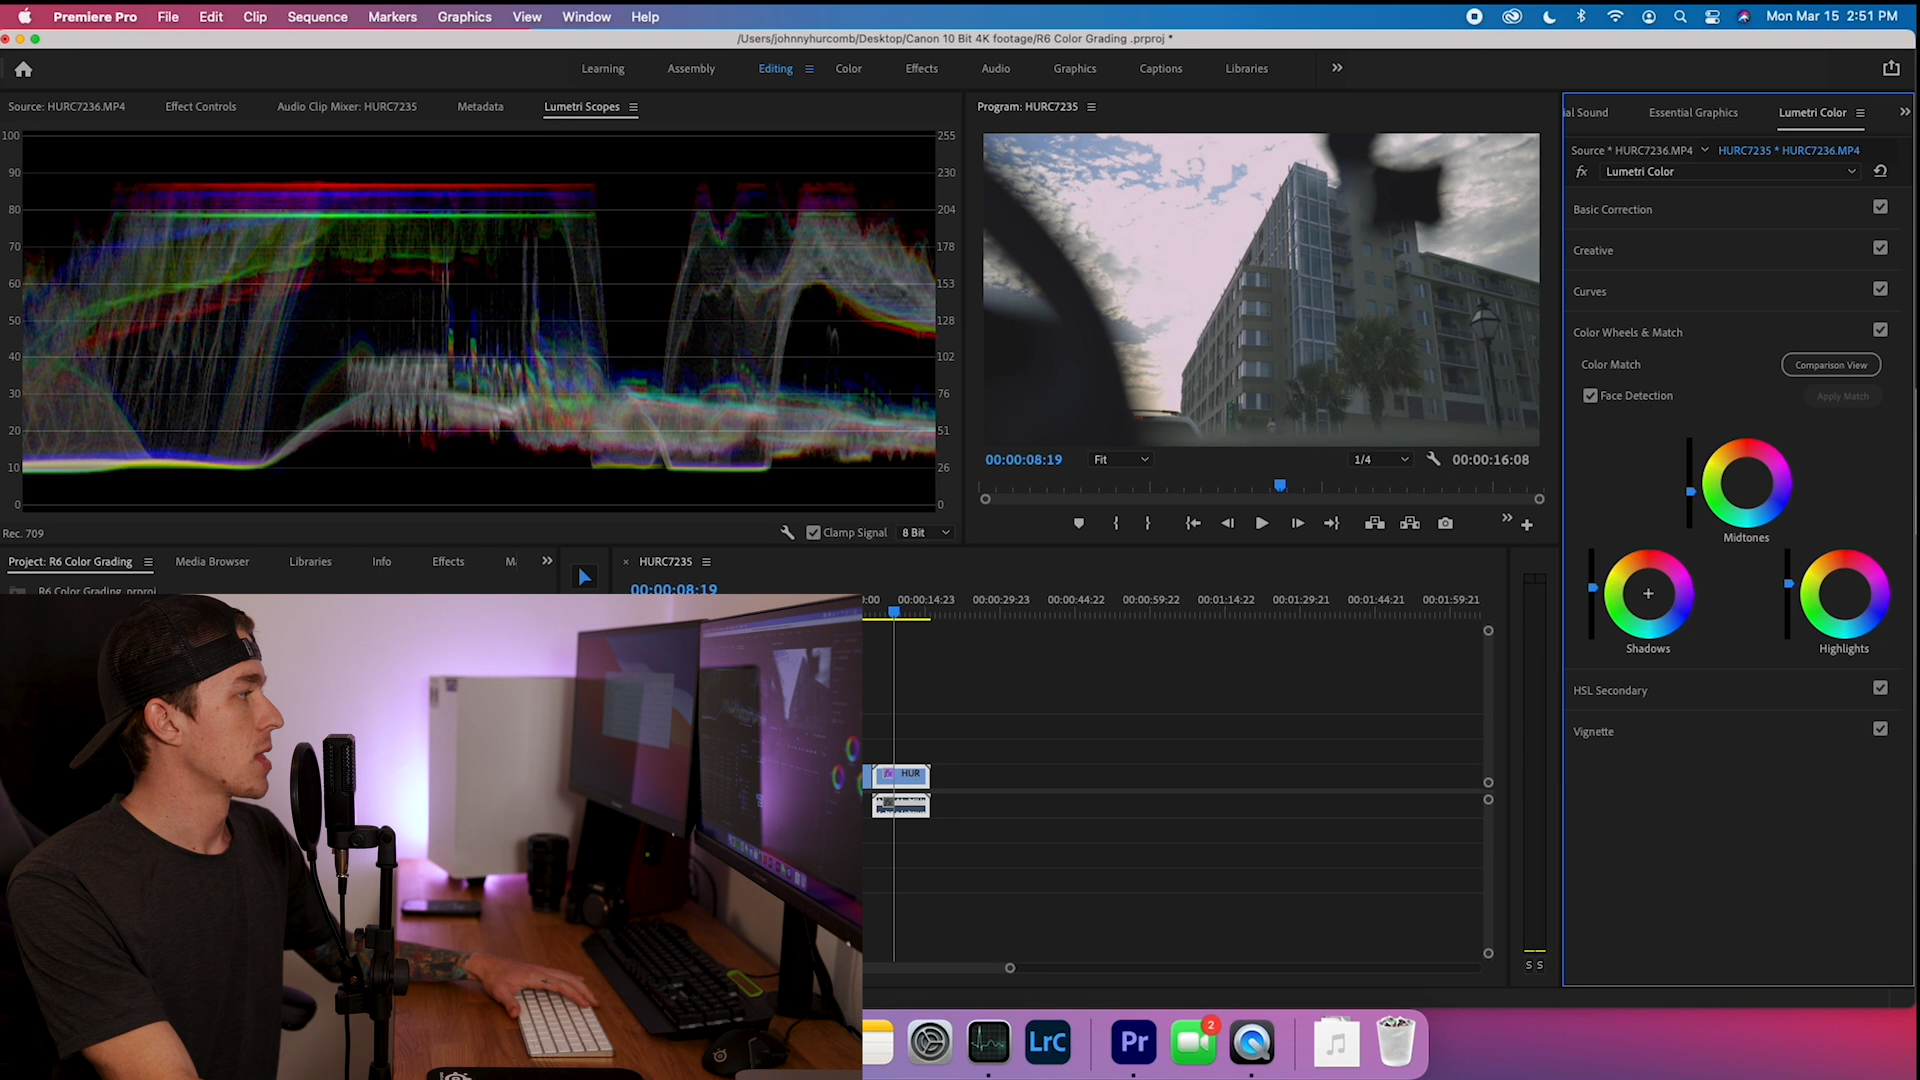 Premiere Pro File Edit Clip Sequence Markers Graphics View Window Help Mon Mar 15 2:51 PM
/Users/johnnyhurcomb/Desktop/Canon 10 Bit 4K footage/R6 Color Grading .prproj *
Learning Assembly Editing Color Effects Audio Graphics Captions Libraries
Source: HURC7236.MP4 Effect Controls Audio Clip Mixer: HURC7235 Metadata Lumetri Scopes
100 255
90 230
80 204
70 178
60 153
50 128
40 102
30 76
20 51
10 26
0 0
Rec. 709 Clamp Signal 8 Bit
Program: HURC7235
00:00:08:19 Fit 1/4 00:00:16:08
ial Sound Essential Graphics Lumetri Color
Source * HURC7236.MP4 HURC7235 * HURC7236.MP4
fx Lumetri Color
Basic Correction
Creative
Curves
Color Wheels & Match
Color Match Comparison View
Face Detection Apply Match
Midtones
Shadows Highlights
HSL Secondary
Vignette
Project: R6 Color Grading Media Browser Libraries Info Effects M
R6 Color Grading .prproj
× HURC7235
00:00:08:19
:00 00:00:14:23 00:00:29:23 00:00:44:22 00:00:59:22 00:01:14:22 00:01:29:21 00:01:44:21 00:01:59:21
fx HUR
S S
LrC Pr 2